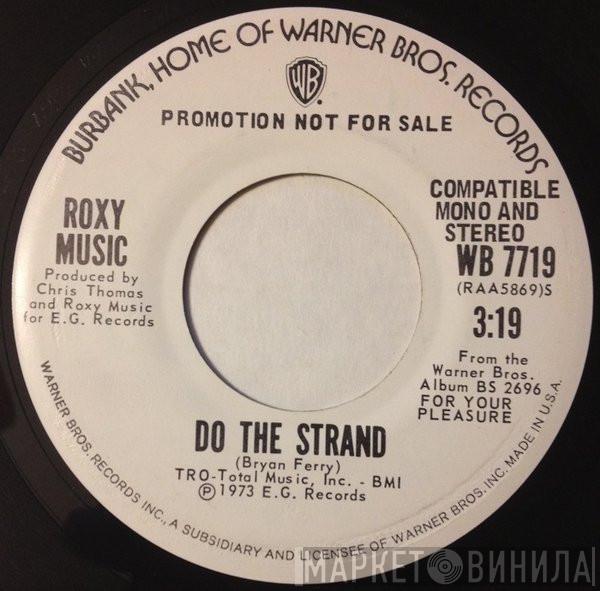 BURBANK, HOME OF WARNER BROS. RECORDS
WB
PROMOTION NOT FOR SALE
ROXY
MUSIC
Produced by
Chris Thomas
and Roxy Music
for E.G. Records
COMPATIBLE
MONO AND
STEREO
WB 7719
(RAA5869)S
3:19
From the
Warner Bros.
Album BS 2696
FOR YOUR
PLEASURE
DO THE STRAND
(Bryan Ferry)
TRO-Total Music, Inc. - BMI
Ⓟ 1973 E.G. Records
WARNER BROS. RECORDS INC., A SUBSIDIARY AND LICENSEE OF WARNER BROS. INC. MADE IN U.S.A.
МАРКЕТ ВИНИЛА